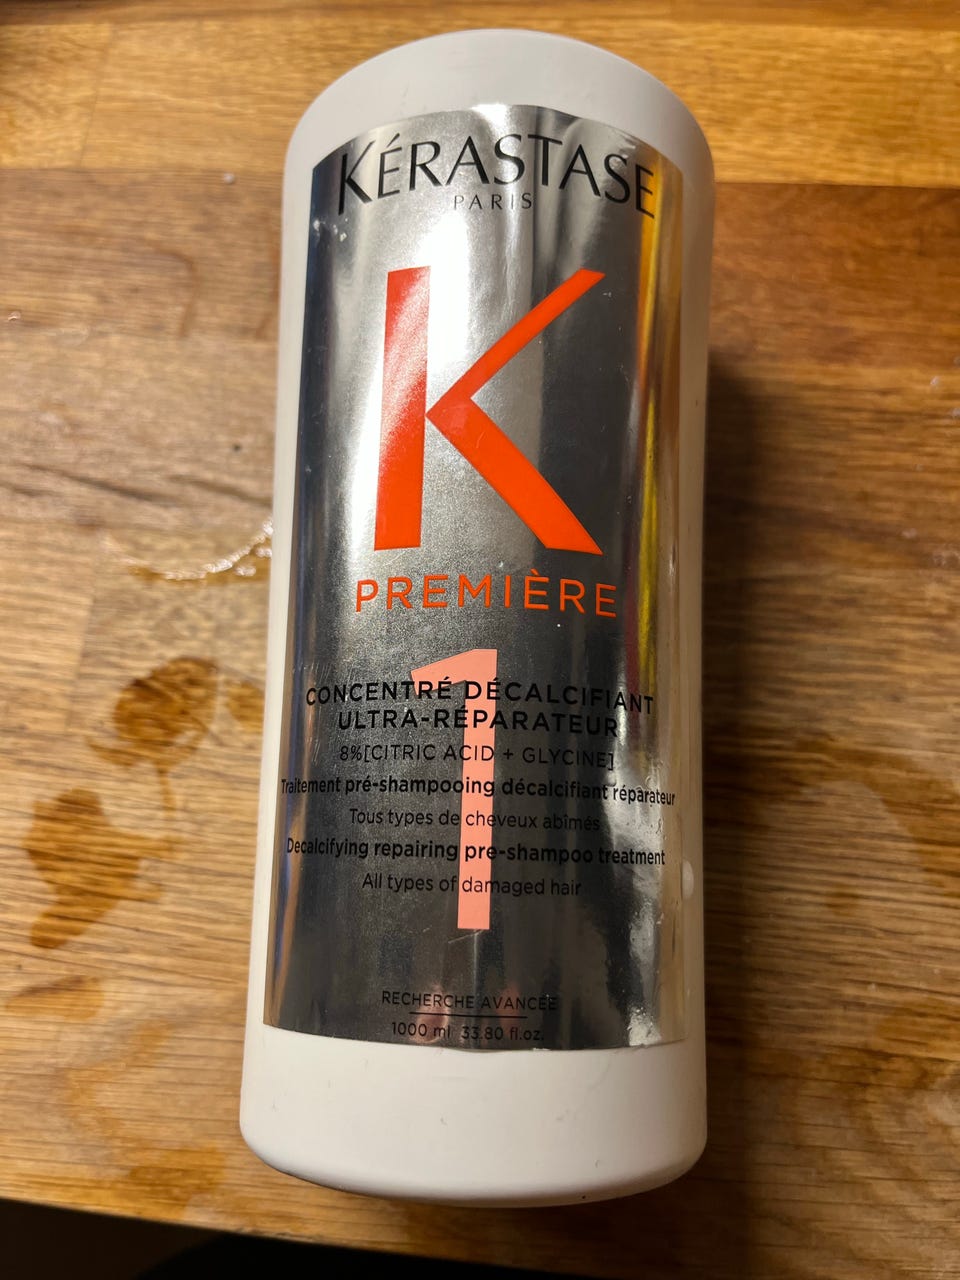 KÉRASTASE
PARIS
K
PREMIÈRE
1
CONCENTRÉ DÉCALCIFIANT
ULTRA-RÉPARATEUR
8%[CITRIC ACID + GLYCINE]
Traitement pré-shampooing décalcifiant réparateur
Tous types de cheveux abîmés
Decalcifying repairing pre-shampoo treatment
All types of damaged hair
RECHERCHE AVANCÉE
1000 ml 33.80 fl.oz.